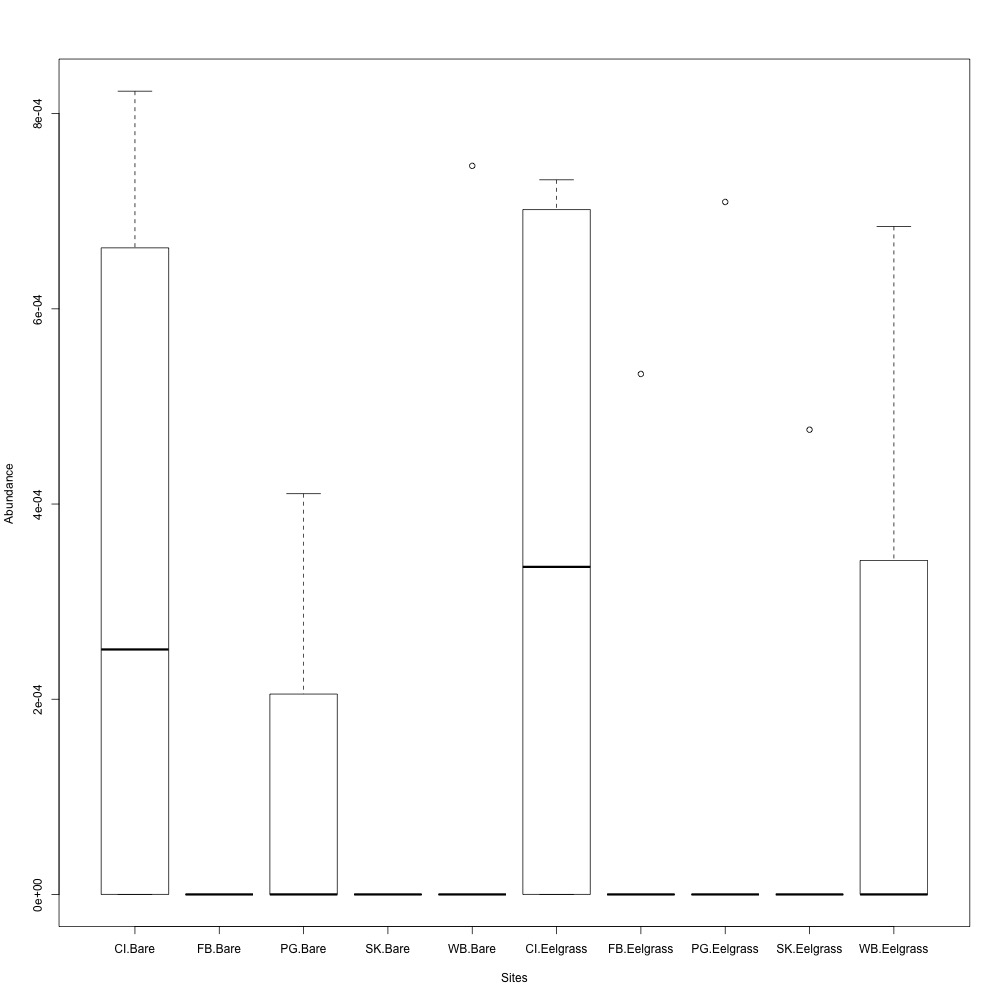 Abundance
8e-04
6e-04
4e-04
2e-04
0e+00
CI.Bare FB.Bare PG.Bare SK.Bare WB.Bare CI.Eelgrass FB.Eelgrass PG.Eelgrass SK.Eelgrass WB.Eelgrass
Sites